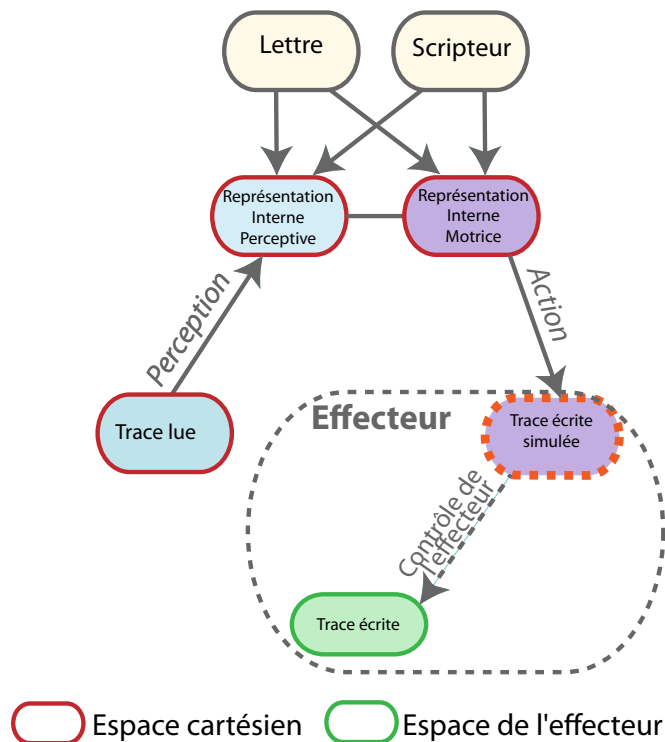 Lettre
Scripteur
Représentation
Interne
Perceptive
Représentation
Interne
Motrice
Perception
Action
Trace lue
Effecteur
Trace écrite
simulée
Contrôle de
l'effecteur
Trace écrite
Espace cartésien
Espace de l'effecteur